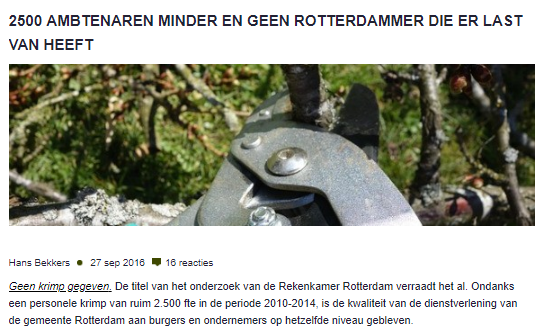 2500 AMBTENAREN MINDER EN GEEN ROTTERDAMMER DIE ER LAST
VAN HEEFT
Hans Bekkers ● 27 sep 2016 16 reacties
Geen krimp gegeven. De titel van het onderzoek van de Rekenkamer Rotterdam verraadt het al. Ondanks
een personele krimp van ruim 2.500 fte in de periode 2010-2014, is de kwaliteit van de dienstverlening van
de gemeente Rotterdam aan burgers en ondernemers op hetzelfde niveau gebleven.